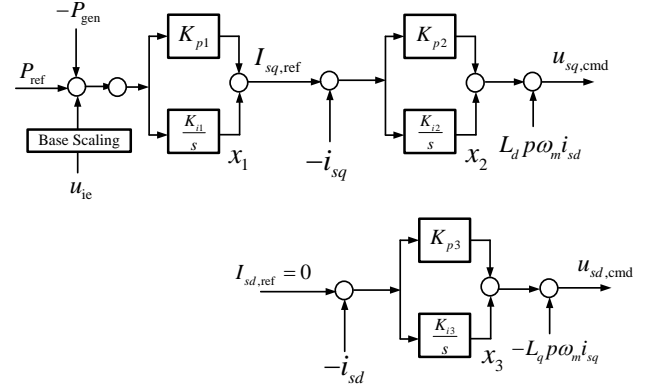 −P_gen
K_p1
K_p2
I_sq,ref
u_sq,cmd
P_ref
Base Scaling
K_i1
s
K_i2
s
x_1
−i_sq
x_2
L_d pω_m i_sd
u_ie
K_p3
I_sd,ref = 0
u_sd,cmd
K_i3
s
−i_sd
x_3
−L_q pω_m i_sq